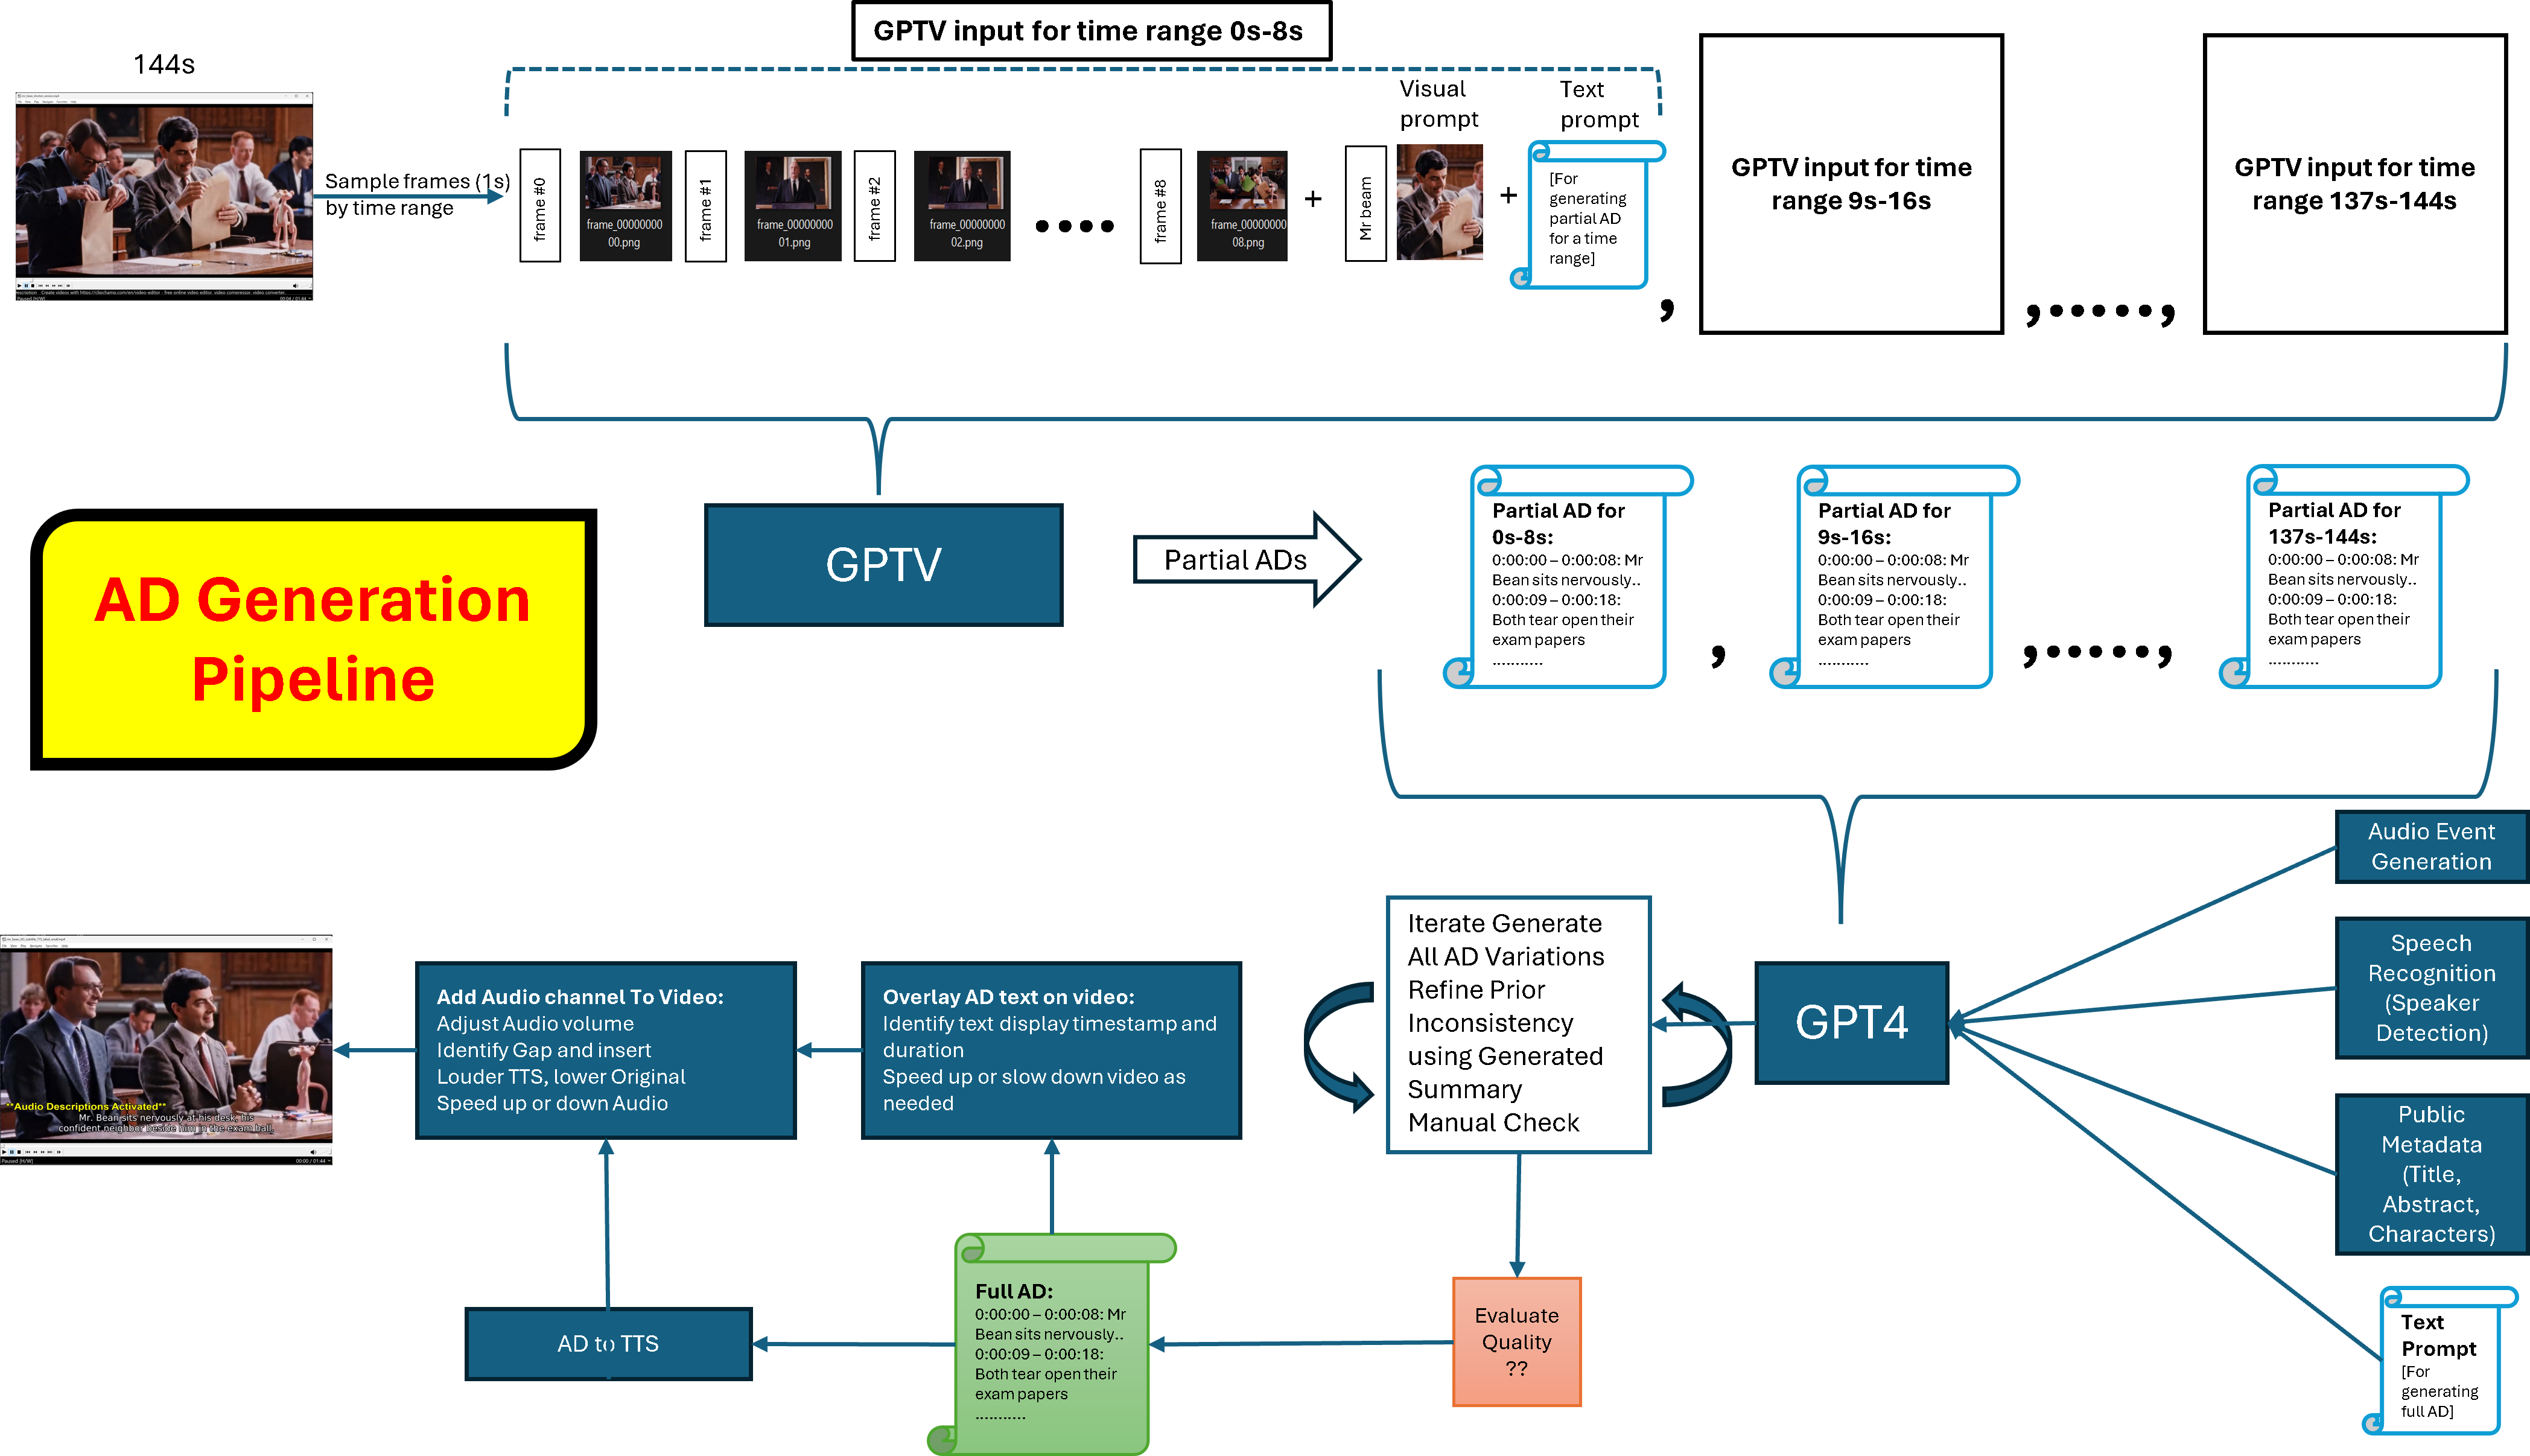 GPTV input for time range 0s-8s
144s
Visual
prompt
Text
prompt
Sample frames (1s)
by time range
frame #0
frame_00000000
00.png
frame #1
frame_00000000
01.png
frame #2
frame_00000000
02.png
frame #8
frame_00000000
08.png
+
Mr beam
+
[For
generating
partial AD
for a time
range]
,
GPTV input for time
range 9s-16s
,......,
GPTV input for time
range 137s-144s
AD Generation
Pipeline
GPTV
Partial ADs
Partial AD for
0s-8s:
0:00:00 – 0:00:08: Mr
Bean sits nervously..
0:00:09 – 0:00:18:
Both tear open their
exam papers
...........
,
Partial AD for
9s-16s:
0:00:00 – 0:00:08: Mr
Bean sits nervously..
0:00:09 – 0:00:18:
Both tear open their
exam papers
...........
,......,
Partial AD for
137s-144s:
0:00:00 – 0:00:08: Mr
Bean sits nervously..
0:00:09 – 0:00:18:
Both tear open their
exam papers
...........
Audio Event
Generation
Speech
Recognition
(Speaker
Detection)
Public
Metadata
(Title,
Abstract,
Characters)
Text
Prompt
[For
generating
full AD]
GPT4
Iterate Generate
All AD Variations
Refine Prior
Inconsistency
using Generated
Summary
Manual Check
Evaluate
Quality
??
Full AD:
0:00:00 – 0:00:08: Mr
Bean sits nervously..
0:00:09 – 0:00:18:
Both tear open their
exam papers
...........
AD to TTS
Overlay AD text on video:
Identify text display timestamp and
duration
Speed up or slow down video as
needed
Add Audio channel To Video:
Adjust Audio volume
Identify Gap and insert
Louder TTS, lower Original
Speed up or down Audio
**Audio Descriptions Activated**
Mr. Bean sits nervously at his desk, his
confident neighbor beside him in the exam hall.